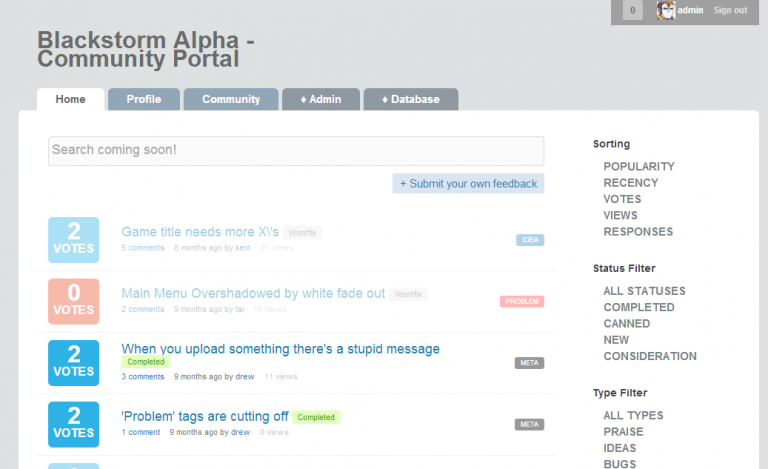 0 admin Sign out
Blackstorm Alpha -
Community Portal
Home Profile Community ♦ Admin ♦ Database
Search coming soon!
+ Submit your own feedback
2
VOTES
Game title needs more X\'s Wontfix
5 comments 8 months ago by kent 26 views
IDEA
0
VOTES
Main Menu Overshadowed by white fade out Wontfix
2 comments 9 months ago by tai 10 views
PROBLEM
2
VOTES
When you upload something there's a stupid message
Completed
3 comments 9 months ago by drew 11 views
META
2
VOTES
'Problem' tags are cutting off Completed
1 comment 9 months ago by drew 8 views
META
Sorting
POPULARITY
RECENCY
VOTES
VIEWS
RESPONSES
Status Filter
ALL STATUSES
COMPLETED
CANNED
NEW
CONSIDERATION
Type Filter
ALL TYPES
PRAISE
IDEAS
BUGS